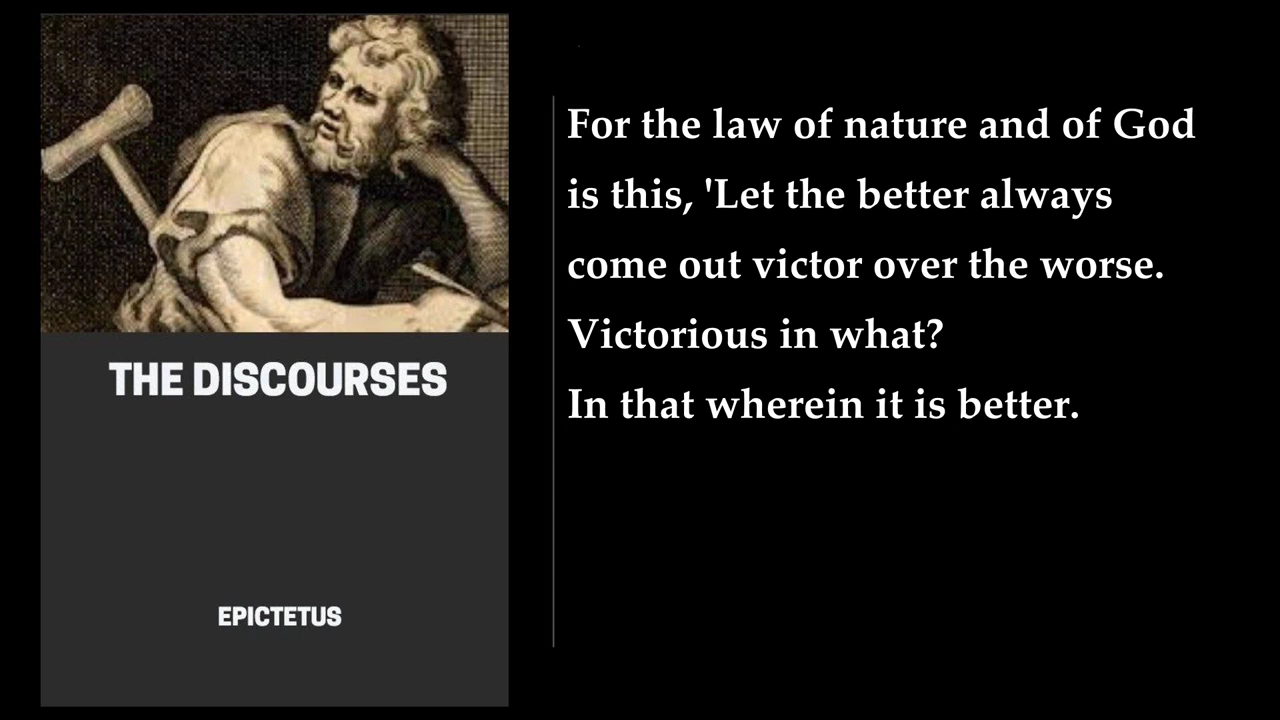 THE DISCOURSES
EPICTETUS
For the law of nature and of God
is this, 'Let the better always
come out victor over the worse.
Victorious in what?
In that wherein it is better.